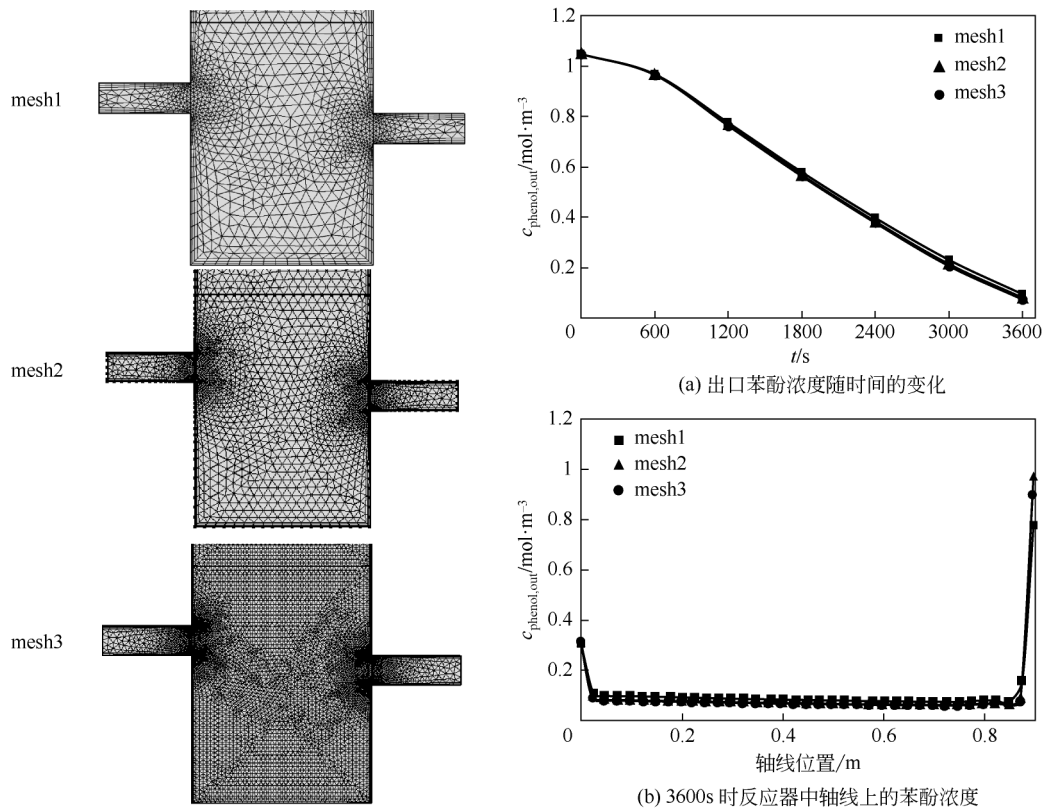 mesh1
mesh2
mesh3
1.2
1
0.8
0.6
0.4
0.2
c_phenol,out/mol·m⁻³
mesh1
mesh2
mesh3
0 600 1200 1800 2400 3000 3600
t/s
(a) 出口苯酚浓度随时间的变化
1.2
1
0.8
0.6
0.4
0.2
c_phenol,out/mol·m⁻³
mesh1
mesh2
mesh3
0 0.2 0.4 0.6 0.8
轴线位置/m
(b) 3600s 时反应器中轴线上的苯酚浓度